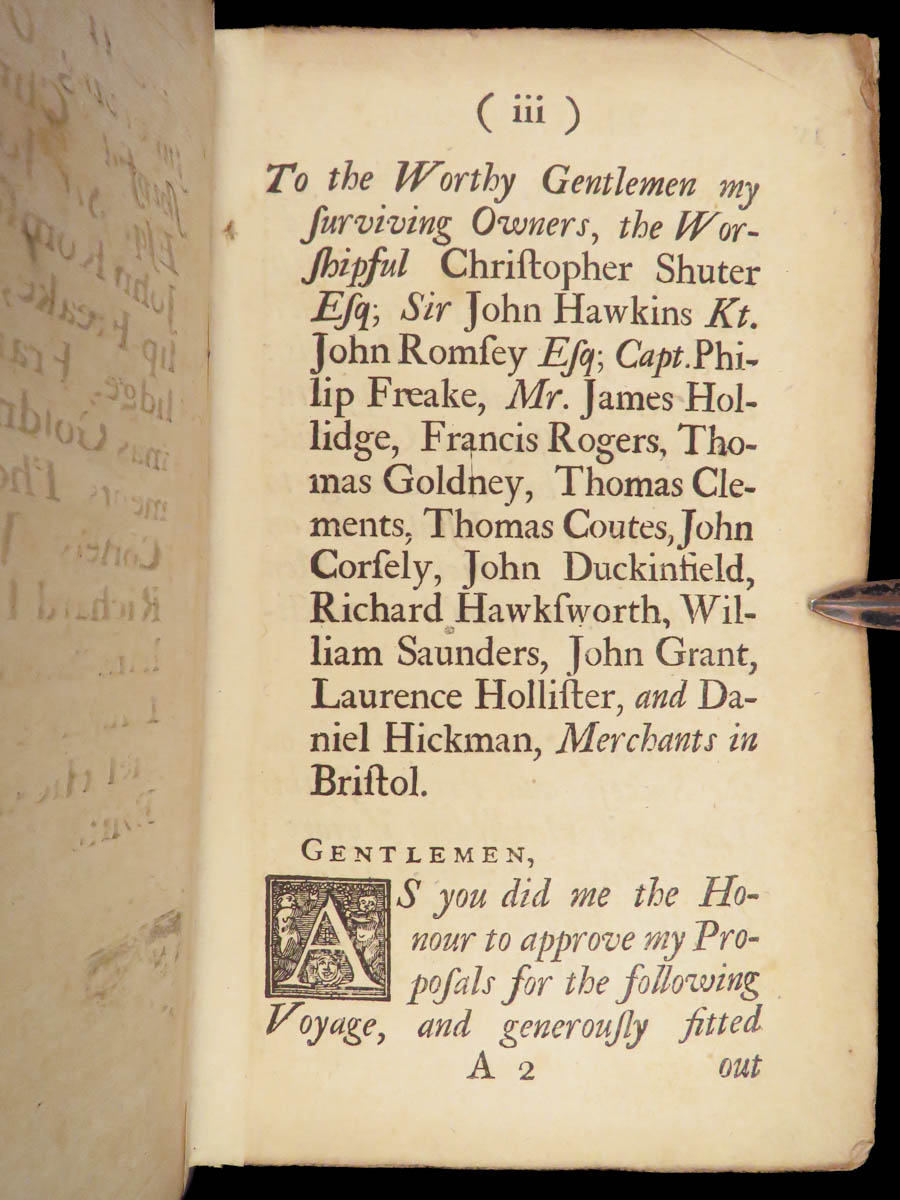 ( iii )
To the Worthy Gentlemen my
ſurviving Owners, the Wor-
ſhipful Chriſtopher Shuter
Eſq; Sir John Hawkins Kt.
John Romſey Eſq; Capt. Phi-
lip Freake, Mr. James Hol-
lidge, Francis Rogers, Tho-
mas Goldney, Thomas Cle-
ments, Thomas Coutes, John
Corſely, John Duckinfield,
Richard Hawkſworth, Wil-
liam Saunders, John Grant,
Laurence Holliſter, and Da-
niel Hickman, Merchants in
Briſtol.
GENTLEMEN,
AS you did me the Ho-
nour to approve my Pro-
poſals for the following
Voyage, and generouſly fitted
A 2 out